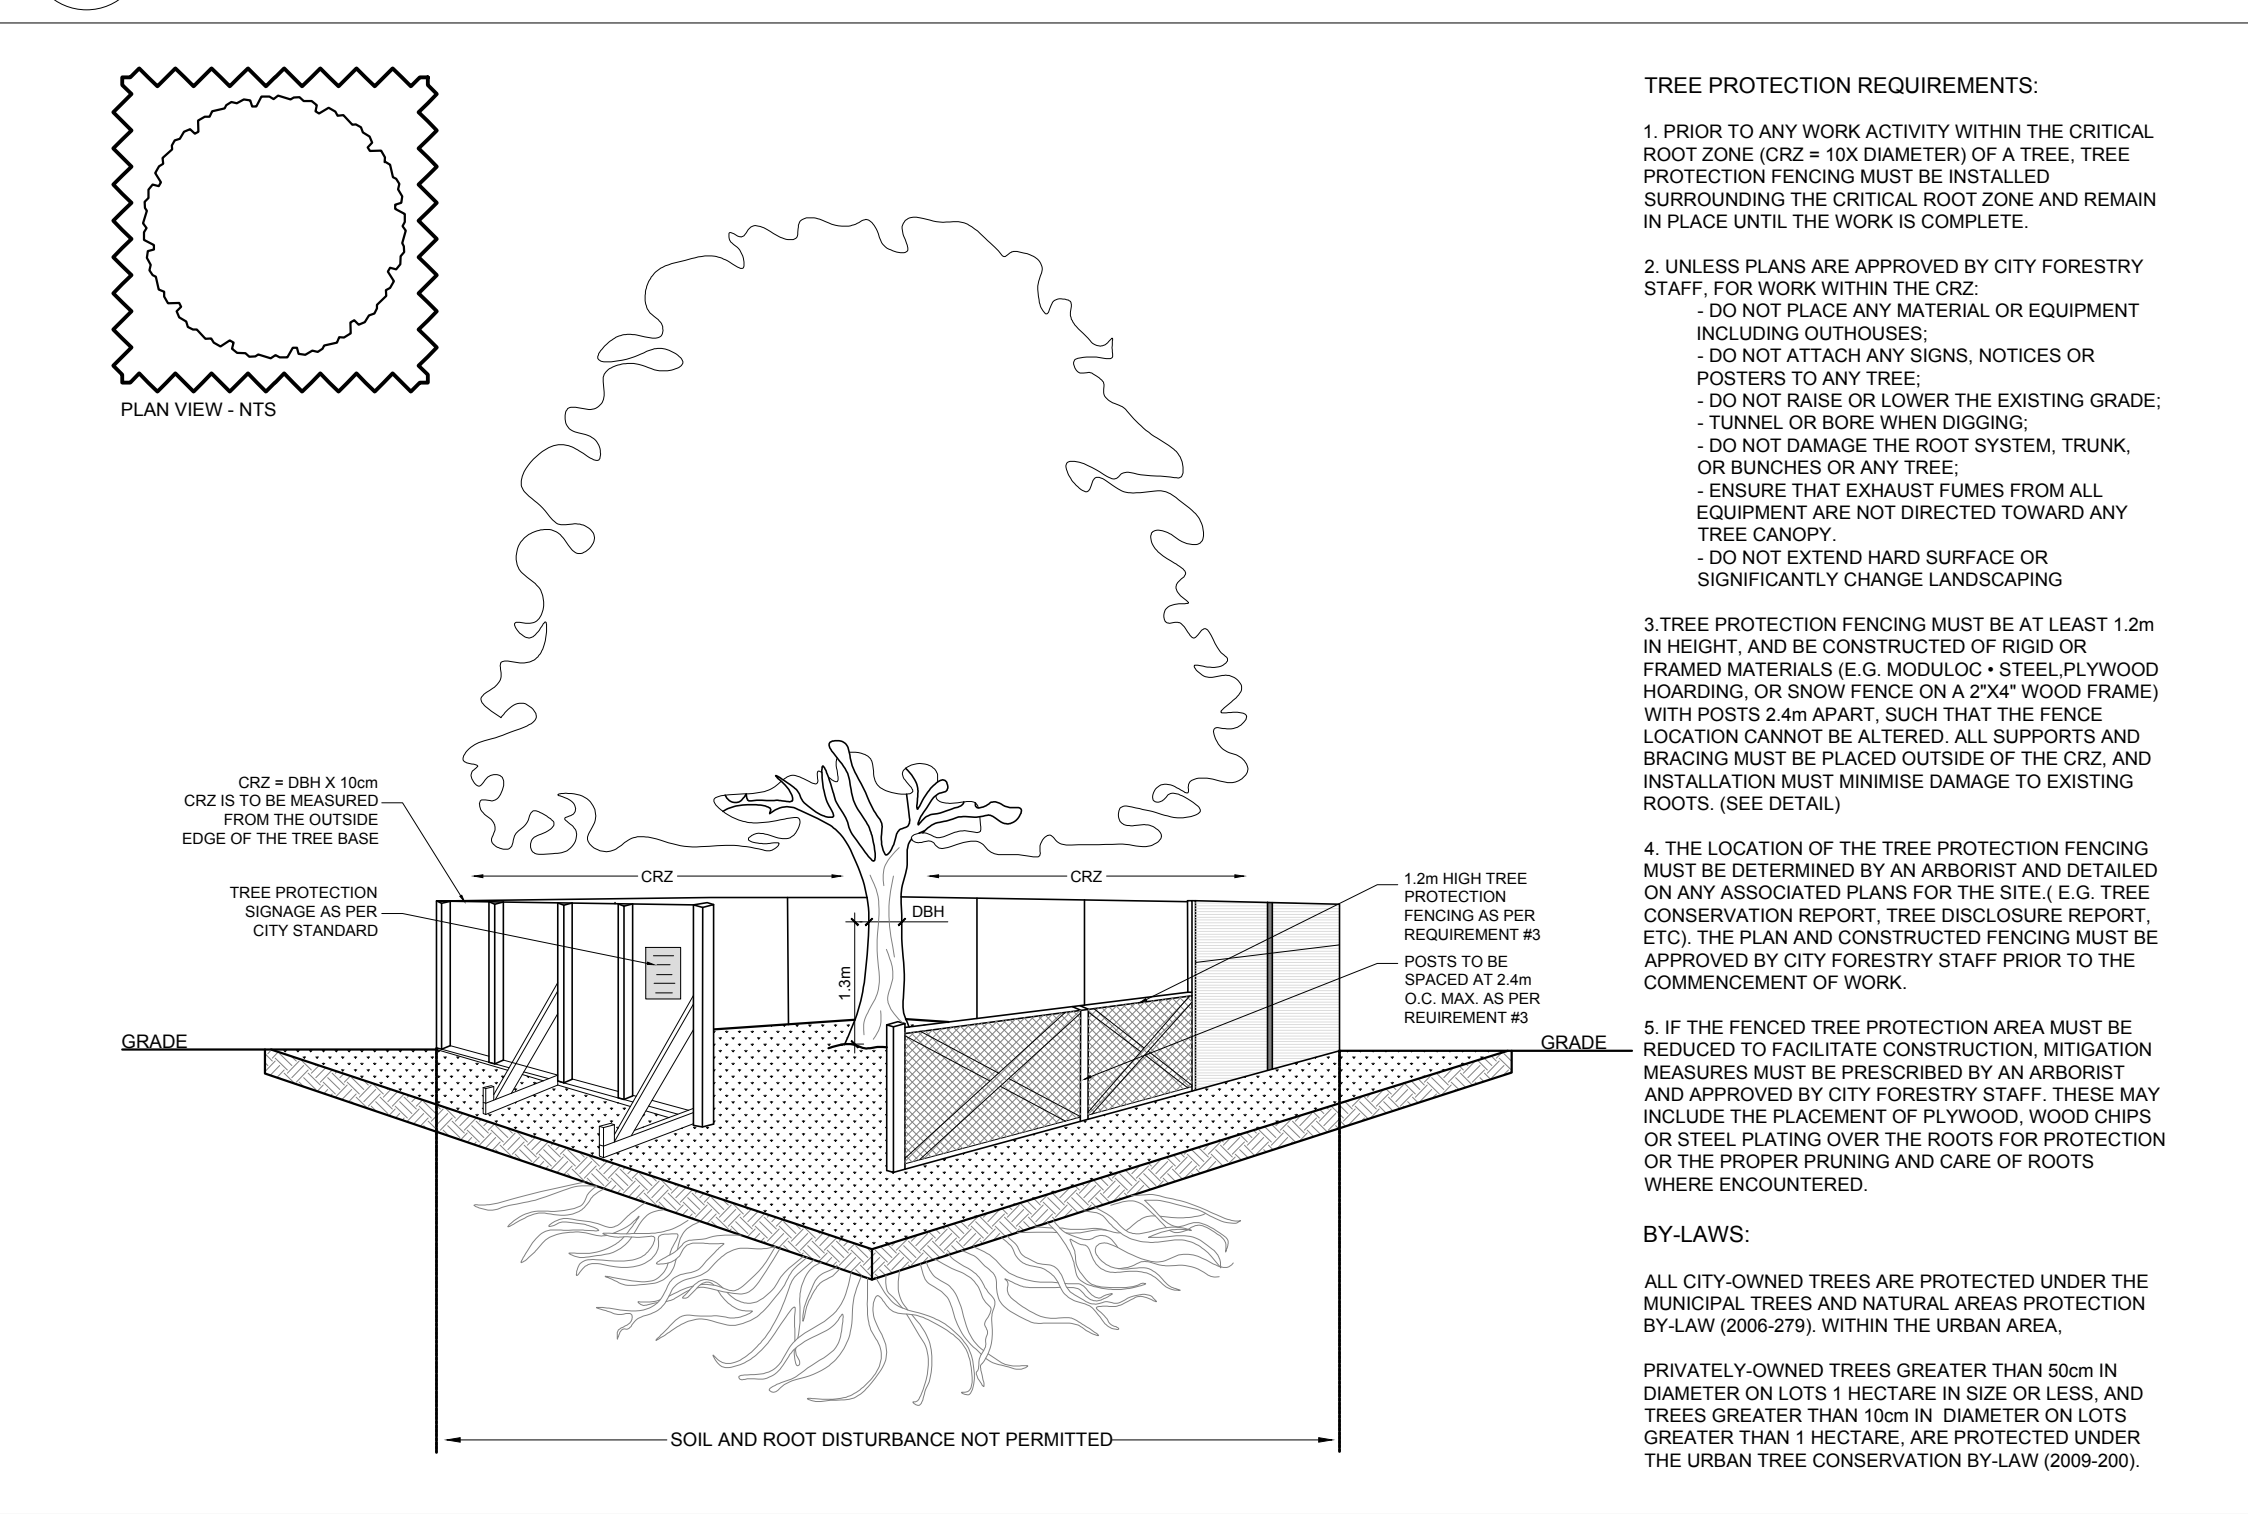 PLAN VIEW - NTS
CRZ = DBH X 10cm
CRZ IS TO BE MEASURED
FROM THE OUTSIDE
EDGE OF THE TREE BASE
TREE PROTECTION
SIGNAGE AS PER
CITY STANDARD
CRZ
CRZ
DBH
1.3m
1.2m HIGH TREE
PROTECTION
FENCING AS PER
REQUIREMENT #3
POSTS TO BE
SPACED AT 2.4m
O.C. MAX. AS PER
REUIREMENT #3
GRADE
GRADE
SOIL AND ROOT DISTURBANCE NOT PERMITTED
TREE PROTECTION REQUIREMENTS:
1. PRIOR TO ANY WORK ACTIVITY WITHIN THE CRITICAL
ROOT ZONE (CRZ = 10X DIAMETER) OF A TREE, TREE
PROTECTION FENCING MUST BE INSTALLED
SURROUNDING THE CRITICAL ROOT ZONE AND REMAIN
IN PLACE UNTIL THE WORK IS COMPLETE.
2. UNLESS PLANS ARE APPROVED BY CITY FORESTRY
STAFF, FOR WORK WITHIN THE CRZ:
- DO NOT PLACE ANY MATERIAL OR EQUIPMENT
INCLUDING OUTHOUSES;
- DO NOT ATTACH ANY SIGNS, NOTICES OR
POSTERS TO ANY TREE;
- DO NOT RAISE OR LOWER THE EXISTING GRADE;
- TUNNEL OR BORE WHEN DIGGING;
- DO NOT DAMAGE THE ROOT SYSTEM, TRUNK,
OR BUNCHES OR ANY TREE;
- ENSURE THAT EXHAUST FUMES FROM ALL
EQUIPMENT ARE NOT DIRECTED TOWARD ANY
TREE CANOPY.
- DO NOT EXTEND HARD SURFACE OR
SIGNIFICANTLY CHANGE LANDSCAPING
3.TREE PROTECTION FENCING MUST BE AT LEAST 1.2m
IN HEIGHT, AND BE CONSTRUCTED OF RIGID OR
FRAMED MATERIALS (E.G. MODULOC • STEEL,PLYWOOD
HOARDING, OR SNOW FENCE ON A 2"X4" WOOD FRAME)
WITH POSTS 2.4m APART, SUCH THAT THE FENCE
LOCATION CANNOT BE ALTERED. ALL SUPPORTS AND
BRACING MUST BE PLACED OUTSIDE OF THE CRZ, AND
INSTALLATION MUST MINIMISE DAMAGE TO EXISTING
ROOTS. (SEE DETAIL)
4. THE LOCATION OF THE TREE PROTECTION FENCING
MUST BE DETERMINED BY AN ARBORIST AND DETAILED
ON ANY ASSOCIATED PLANS FOR THE SITE.( E.G. TREE
CONSERVATION REPORT, TREE DISCLOSURE REPORT,
ETC). THE PLAN AND CONSTRUCTED FENCING MUST BE
APPROVED BY CITY FORESTRY STAFF PRIOR TO THE
COMMENCEMENT OF WORK.
5. IF THE FENCED TREE PROTECTION AREA MUST BE
REDUCED TO FACILITATE CONSTRUCTION, MITIGATION
MEASURES MUST BE PRESCRIBED BY AN ARBORIST
AND APPROVED BY CITY FORESTRY STAFF. THESE MAY
INCLUDE THE PLACEMENT OF PLYWOOD, WOOD CHIPS
OR STEEL PLATING OVER THE ROOTS FOR PROTECTION
OR THE PROPER PRUNING AND CARE OF ROOTS
WHERE ENCOUNTERED.
BY-LAWS:
ALL CITY-OWNED TREES ARE PROTECTED UNDER THE
MUNICIPAL TREES AND NATURAL AREAS PROTECTION
BY-LAW (2006-279). WITHIN THE URBAN AREA,
PRIVATELY-OWNED TREES GREATER THAN 50cm IN
DIAMETER ON LOTS 1 HECTARE IN SIZE OR LESS, AND
TREES GREATER THAN 10cm IN DIAMETER ON LOTS
GREATER THAN 1 HECTARE, ARE PROTECTED UNDER
THE URBAN TREE CONSERVATION BY-LAW (2009-200).